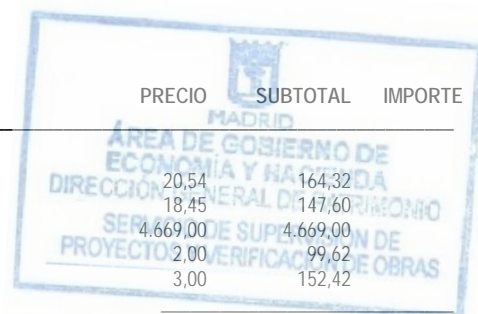 PRECIO SUBTOTAL IMPORTE
MADRID
ÁREA DE GOBIERNO DE
ECONOMÍA Y HACIENDA
DIRECCIÓN GENERAL DE PATRIMONIO
20,54 164,32
18,45 147,60
SERVICIO DE SUPERVISIÓN DE
4.669,00 4.669,00
PROYECTOS Y VERIFICACIÓN DE OBRAS
2,00 99,62
3,00 152,42